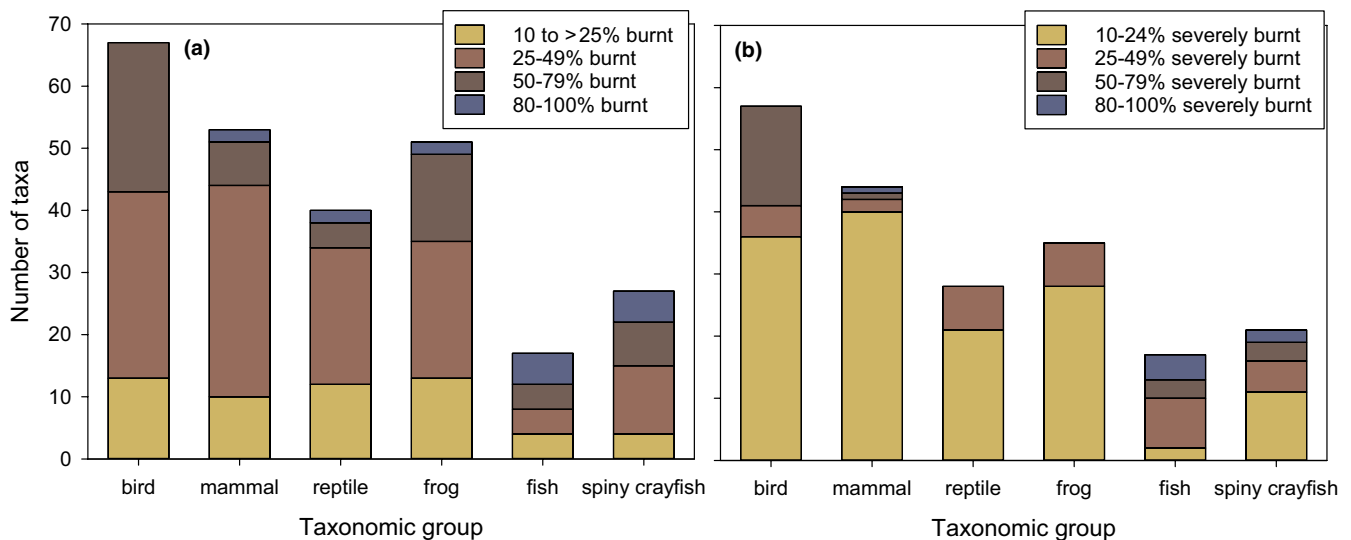 70
60
50
40
30
20
10
0
Number of taxa
(a)
10 to >25% burnt
25-49% burnt
50-79% burnt
80-100% burnt
bird mammal reptile frog fish spiny crayfish
Taxonomic group
(b)
10-24% severely burnt
25-49% severely burnt
50-79% severely burnt
80-100% severely burnt
bird mammal reptile frog fish spiny crayfish
Taxonomic group